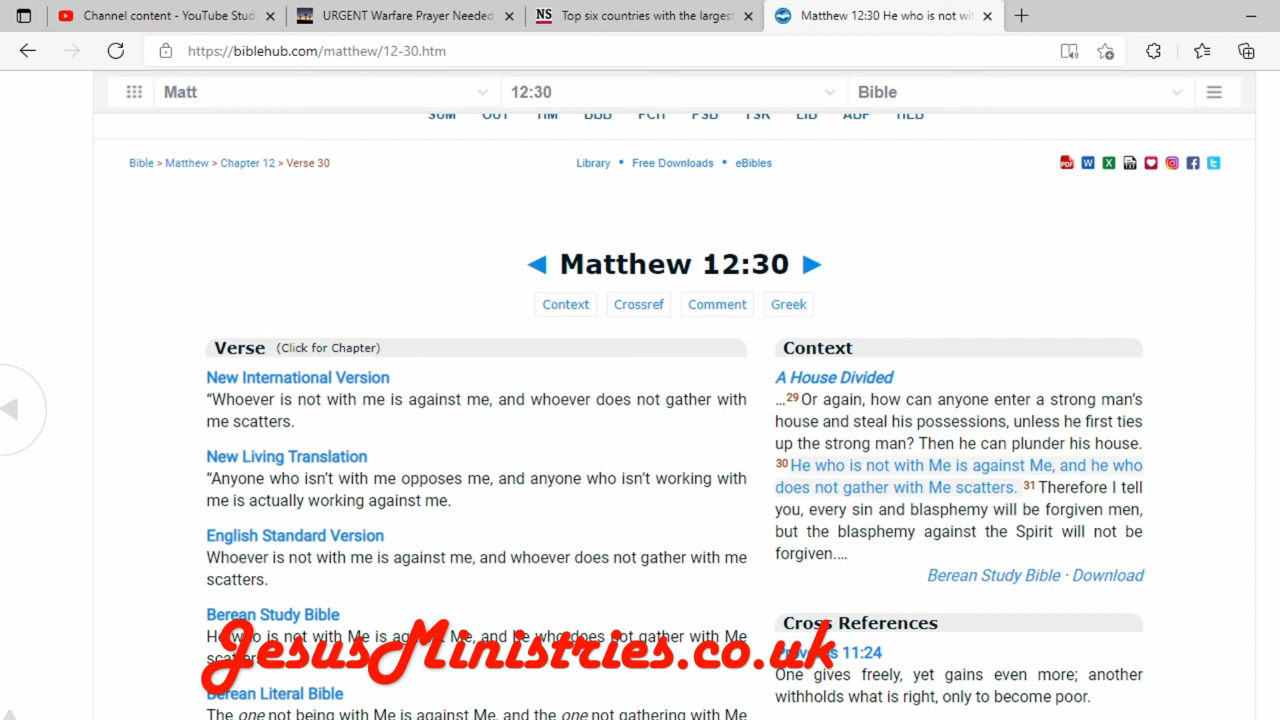 Channel content - YouTube Stud
URGENT Warfare Prayer Needed
NS Top six countries with the larges
Matthew 12:30 He who is not wit
https://biblehub.com/matthew/12-30.htm
Matt 12:30 Bible
SUM OUT TIM BBB PCH PSB TSK LIB ABP HEB
Bible > Matthew > Chapter 12 > Verse 30
Library • Free Downloads • eBibles
PDF W X
◀ Matthew 12:30 ▶
Context Crossref Comment Greek
Verse (Click for Chapter)
New International Version
“Whoever is not with me is against me, and whoever does not gather with
me scatters.
New Living Translation
“Anyone who isn’t with me opposes me, and anyone who isn’t working with
me is actually working against me.
English Standard Version
Whoever is not with me is against me, and whoever does not gather with me
scatters.
Berean Study Bible
He who is not with Me is against Me, and he who does not gather with Me
JesusMinistries.co.uk
Berean Literal Bible
The one not being with Me is against Me, and the one not gathering with Me
Context
A House Divided
…29Or again, how can anyone enter a strong man’s
house and steal his possessions, unless he first ties
up the strong man? Then he can plunder his house.
30He who is not with Me is against Me, and he who
does not gather with Me scatters. 31Therefore I tell
you, every sin and blasphemy will be forgiven men,
but the blasphemy against the Spirit will not be
forgiven.…
Berean Study Bible · Download
Cross References
Proverbs 11:24
One gives freely, yet gains even more; another
withholds what is right, only to become poor.